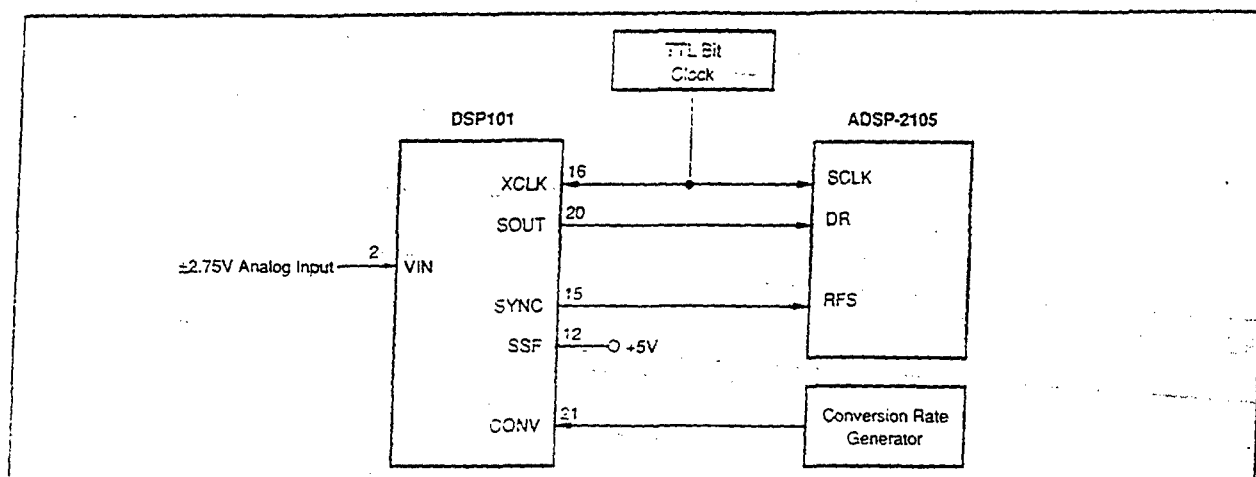 TTL Bit
Clock
DSP101
ADSP-2105
XCLK
16
SCLK
SOUT
20
DR
±2.75V Analog Input
2
VIN
SYNC
15
RFS
SSF
12
+5V
CONV
21
Conversion Rate
Generator